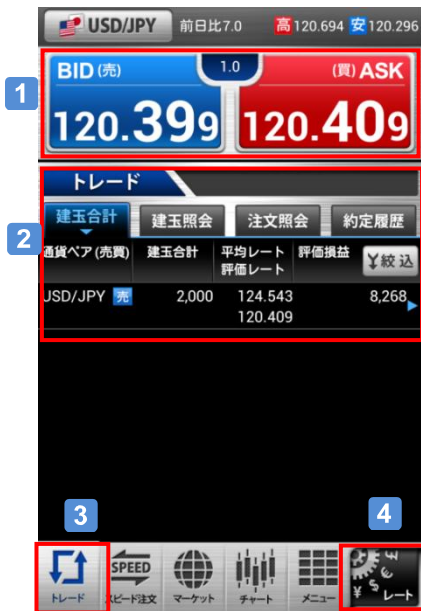 USD/JPY 前日比7.0 高 120.694 安 120.296
1
BID (売) 1.0 (買) ASK
120.399 120.409
トレード
2
建玉合計 建玉照会 注文照会 約定履歴
通貨ペア (売買) 建玉合計 平均レート 評価損益 ¥絞 込
評価レート
USD/JPY 売 2,000 124.543 8,268
120.409
3 4
トレード スピード注文 マーケット チャート メニュー レート
SPEED
¥ $ € £